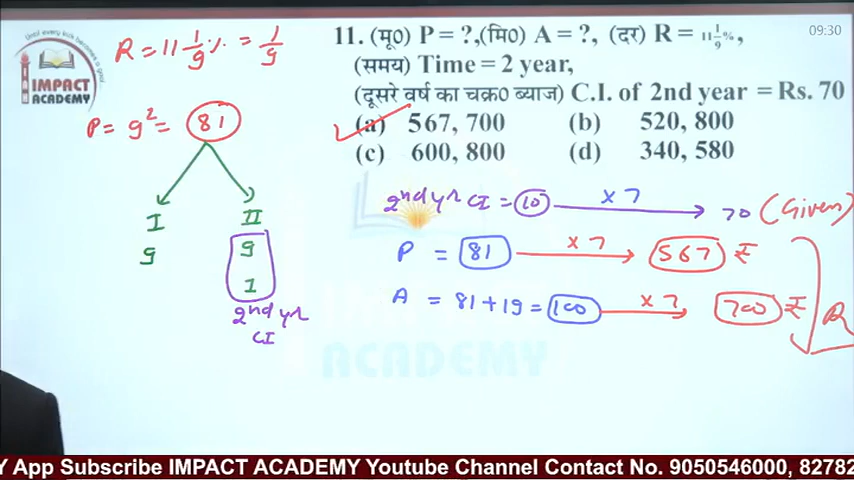 09:30
IMPACT
ACADEMY
R = 11 1/9 % = 1/9
11. (मू0) P = ?,(मि0) A = ?, (दर) R = 11 1/9%,
(समय) Time = 2 year,
(दूसरे वर्ष का चक्र0 ब्याज) C.I. of 2nd year = Rs. 70
(a) 567, 700 (b) 520, 800
(c) 600, 800 (d) 340, 580
P = 9² = 81
I II
9 9
1
2nd yr
CI
2nd yr CI = 10 ×7 70 (Given)
P = 81 ×7 567 ₹
A = 81+19 = 100 ×7 700 ₹
ACADEMY
Y App Subscribe IMPACT ACADEMY Youtube Channel Contact No. 9050546000, 82782